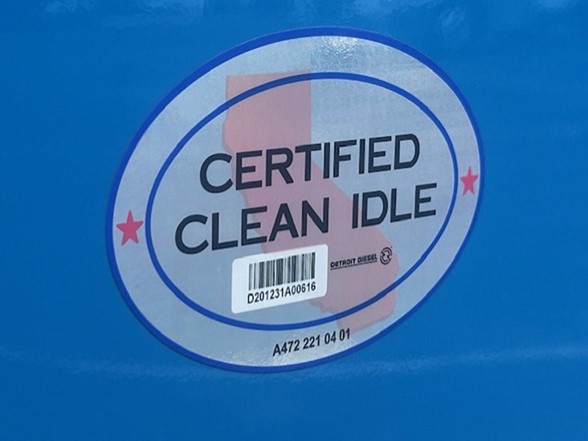 CERTIFIED
CLEAN IDLE
DETROIT DIESEL
D201231A00616
A472 221 04 01